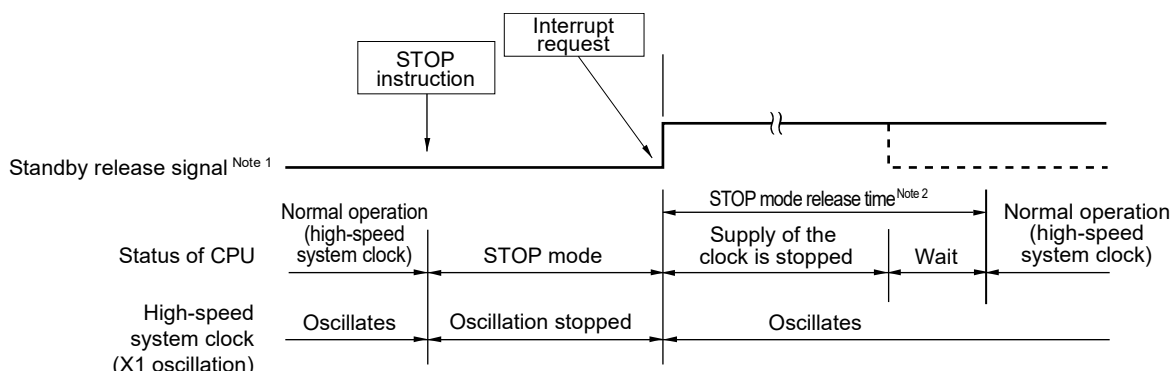 Interrupt
request
STOP
instruction
Standby release signal Note 1
STOP mode release time Note 2
Status of CPU
Normal operation
(high-speed
system clock)
STOP mode
Supply of the
clock is stopped
Wait
Normal operation
(high-speed
system clock)
High-speed
system clock
(X1 oscillation)
Oscillates
Oscillation stopped
Oscillates